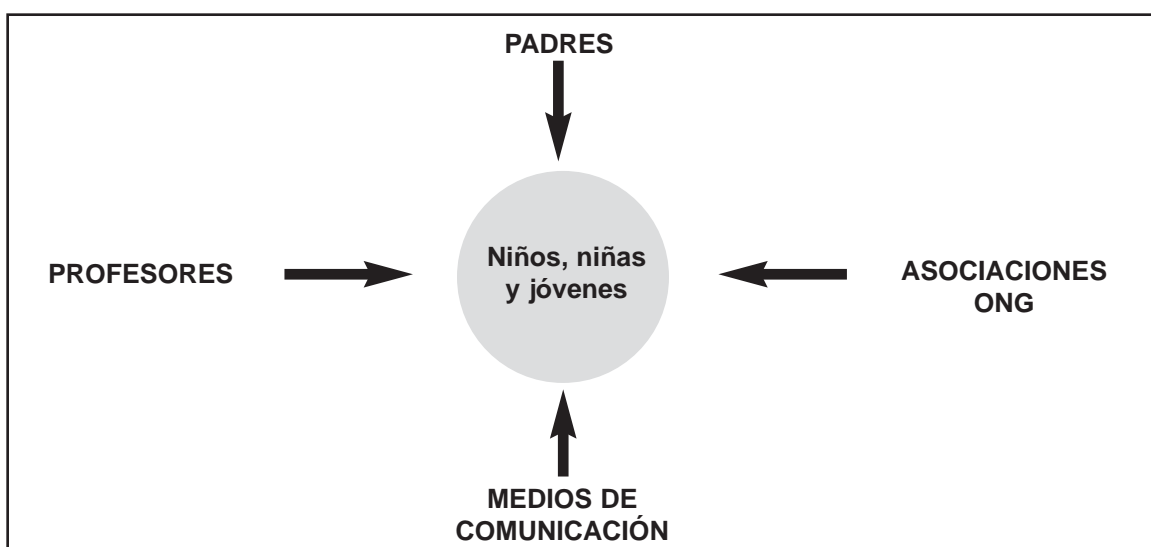 PADRES
PROFESORES
Niños, niñas
y jóvenes
ASOCIACIONES
ONG
MEDIOS DE
COMUNICACIÓN